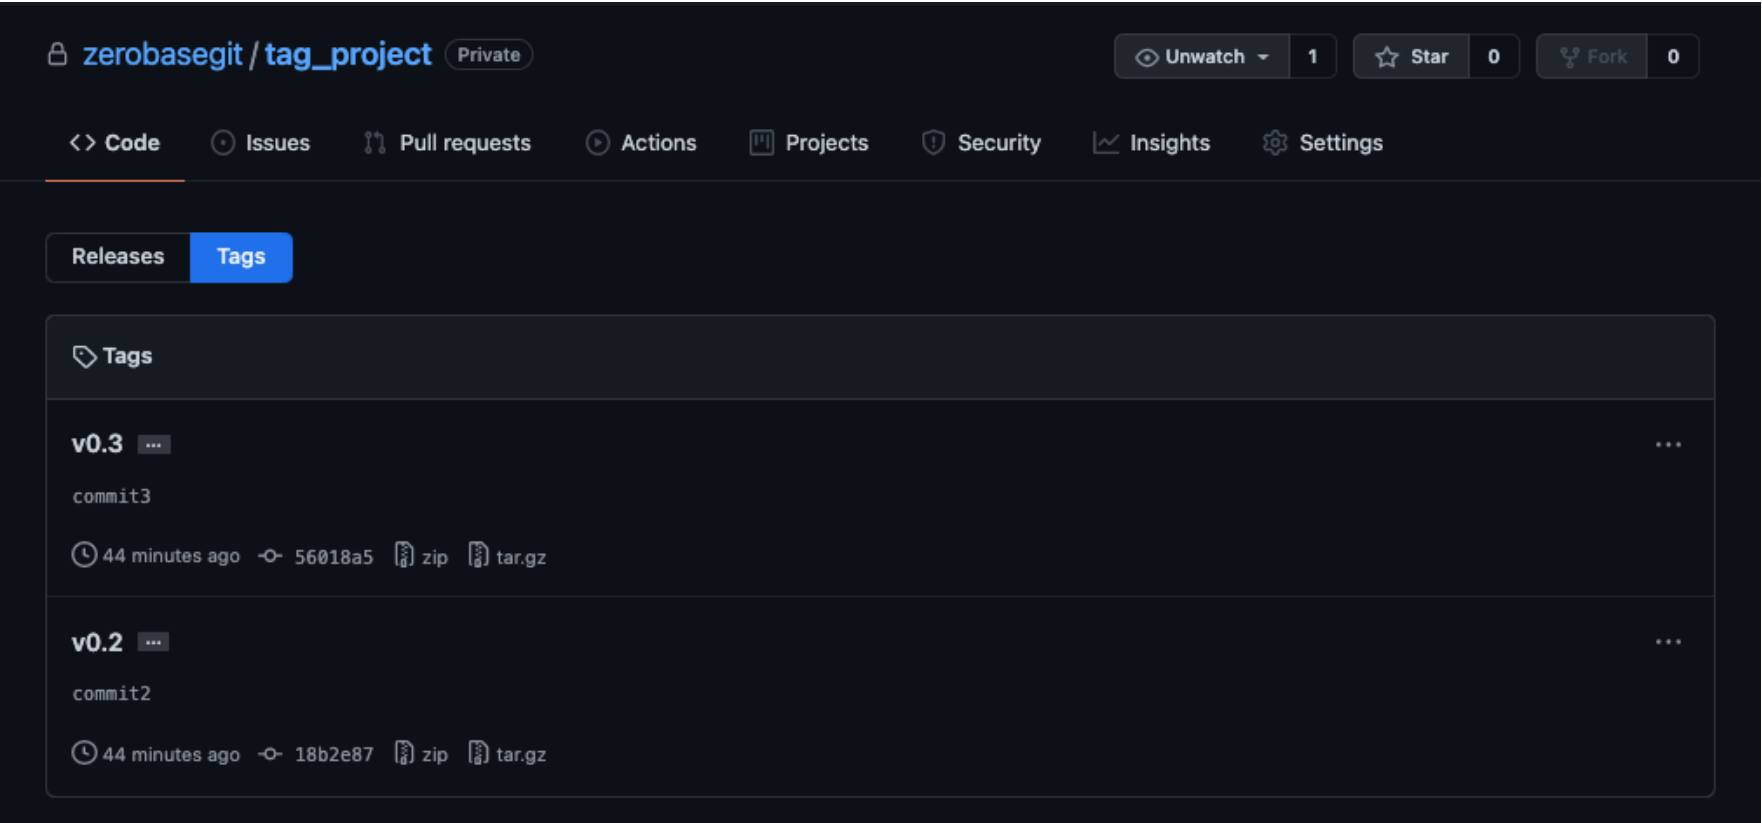 zerobasegit / tag_project Private Unwatch 1 Star 0 Fork 0
<> Code Issues Pull requests Actions Projects Security Insights Settings
Releases Tags
Tags
v0.3 ...
commit3
44 minutes ago 56018a5 zip tar.gz
v0.2 ...
commit2
44 minutes ago 18b2e87 zip tar.gz